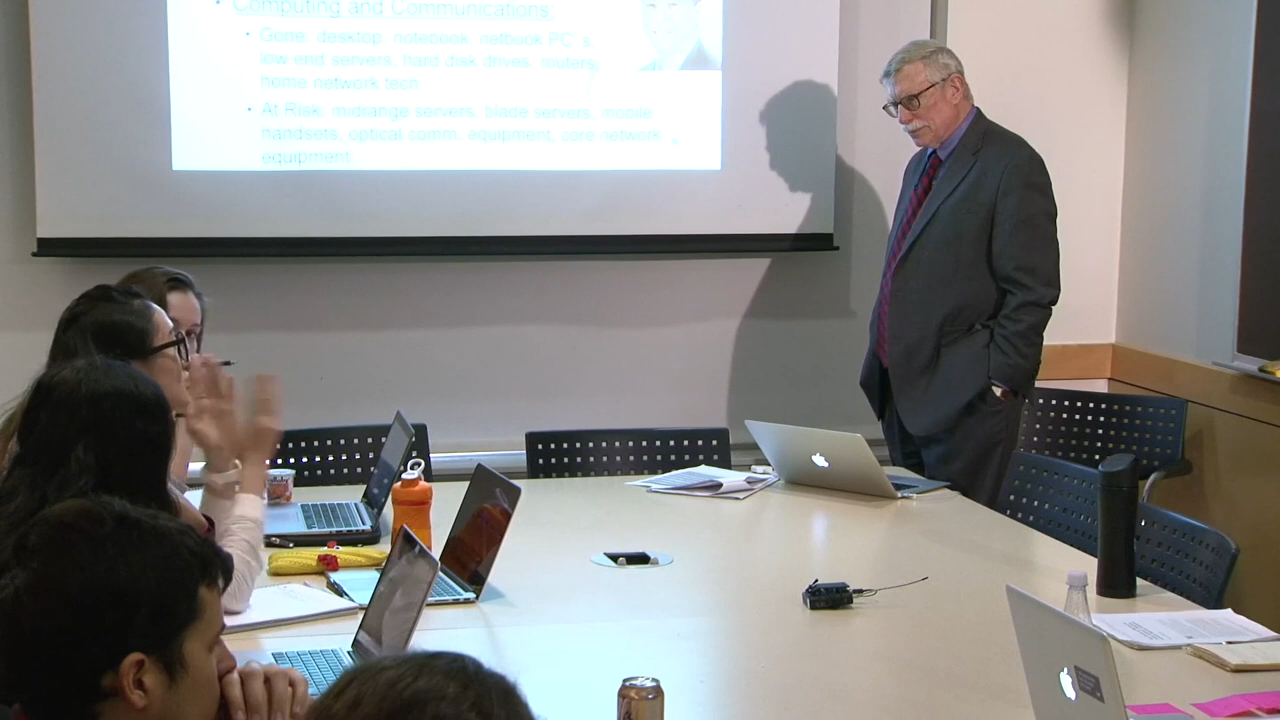 • Computing and Communications:
• Gone: desktop, notebook, netbook PC's,
low end servers, hard disk drives, routers,
home network tech
• At Risk: midrange servers, blade servers, mobile
handsets, optical comm. equipment, core network
equipment